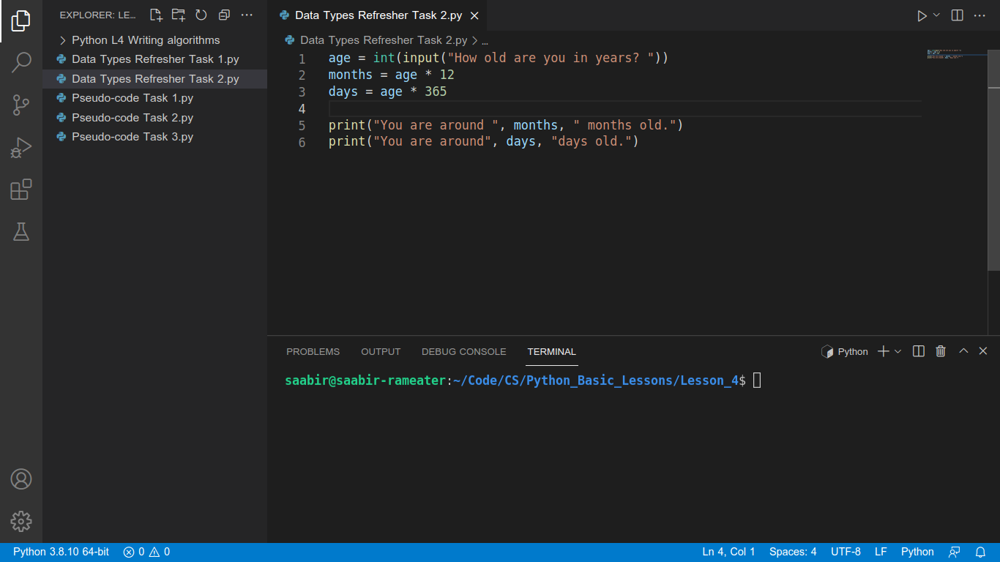 EXPLORER: LE...
Python L4 Writing algorithms
Data Types Refresher Task 1.py
Data Types Refresher Task 2.py
Pseudo-code Task 1.py
Pseudo-code Task 2.py
Pseudo-code Task 3.py
Data Types Refresher Task 2.py
Data Types Refresher Task 2.py > ...
1 age = int(input("How old are you in years? "))
2 months = age * 12
3 days = age * 365
4
5 print("You are around ", months, " months old.")
6 print("You are around", days, "days old.")
PROBLEMS OUTPUT DEBUG CONSOLE TERMINAL Python
saabir@saabir-rameater:~/Code/CS/Python_Basic_Lessons/Lesson_4$
Python 3.8.10 64-bit 0 0 Ln 4, Col 1 Spaces: 4 UTF-8 LF Python